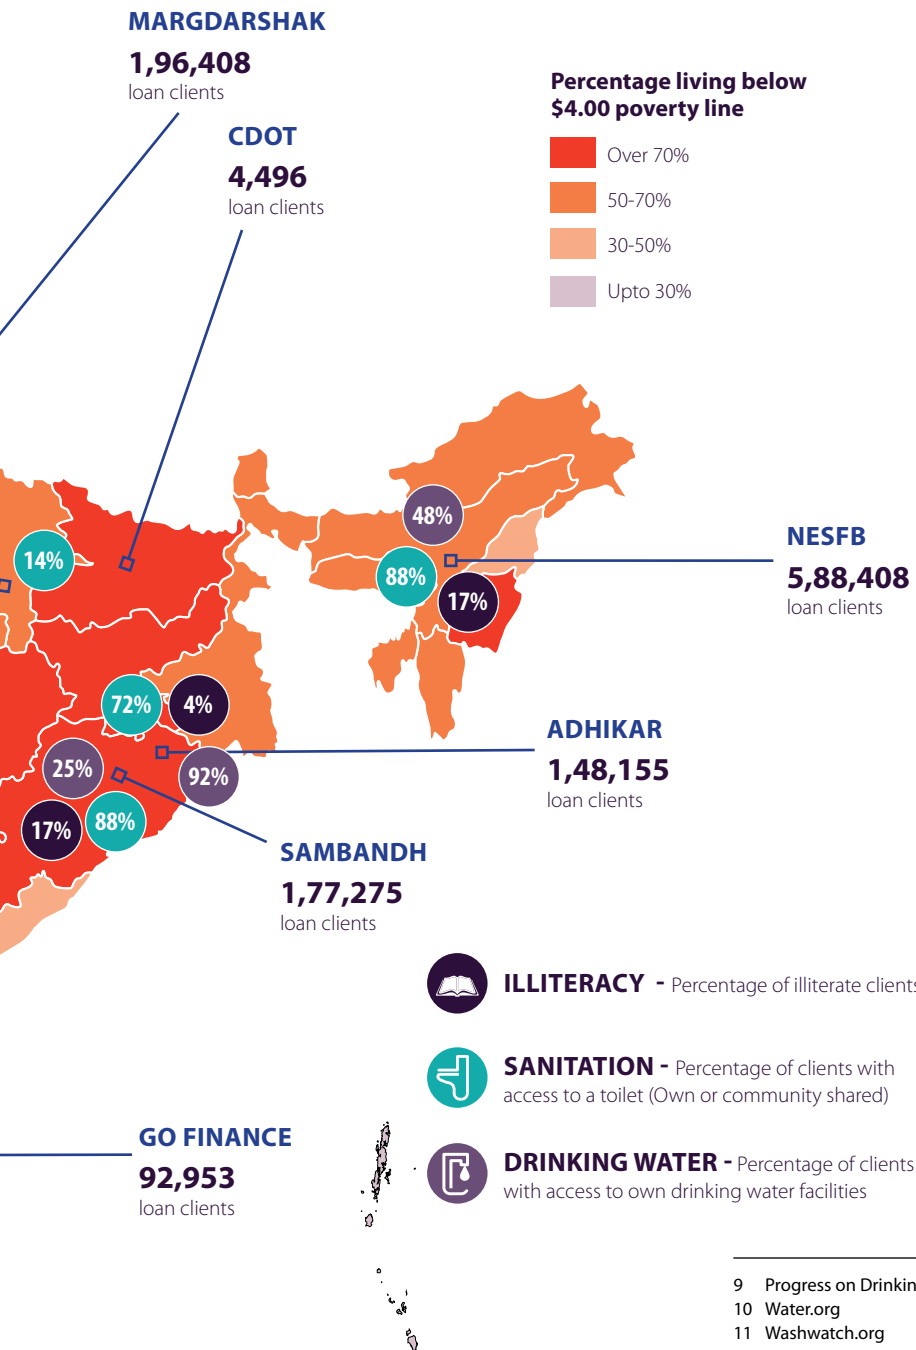 MARGDARSHAK
1,96,408
loan clients
CDOT
4,496
loan clients
Percentage living below
$4.00 poverty line
Over 70%
50-70%
30-50%
Upto 30%
48%
14%
88%
17%
NESFB
5,88,408
loan clients
72%
4%
25%
92%
17%
88%
ADHIKAR
1,48,155
loan clients
SAMBANDH
1,77,275
loan clients
ILLITERACY - Percentage of illiterate clients
SANITATION - Percentage of clients with
access to a toilet (Own or community shared)
GO FINANCE
92,953
loan clients
DRINKING WATER - Percentage of clients
with access to own drinking water facilities
9 Progress on Drinkin
10 Water.org
11 Washwatch.org